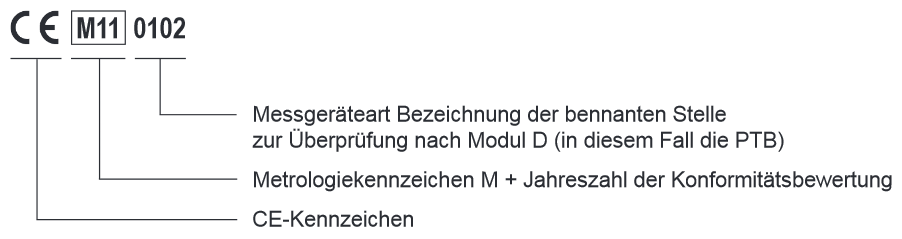 CE M11 0102
Messgeräteart Bezeichnung der bennanten Stelle
zur Überprüfung nach Modul D (in diesem Fall die PTB)
Metrologiekennzeichen M + Jahreszahl der Konformitätsbewertung
CE-Kennzeichen